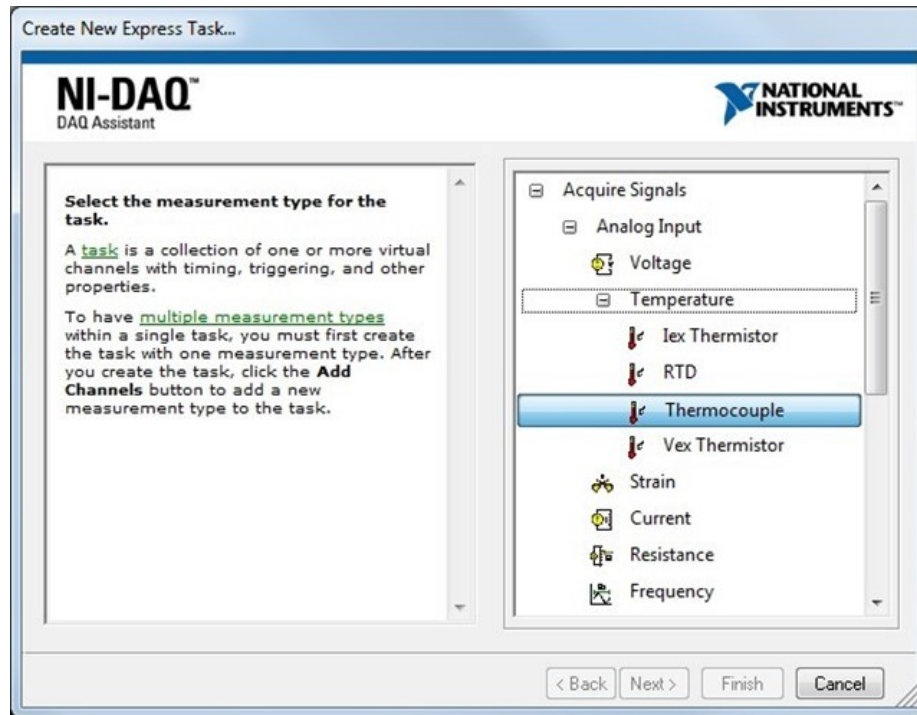 Create New Express Task...
NI-DAQ™
DAQ Assistant
NATIONAL
INSTRUMENTS™
Select the measurement type for the
task.
A task is a collection of one or more virtual
channels with timing, triggering, and other
properties.
To have multiple measurement types
within a single task, you must first create
the task with one measurement type. After
you create the task, click the Add
Channels button to add a new
measurement type to the task.
Acquire Signals
Analog Input
Voltage
Temperature
Iex Thermistor
RTD
Thermocouple
Vex Thermistor
Strain
Current
Resistance
Frequency
< Back Next > Finish Cancel